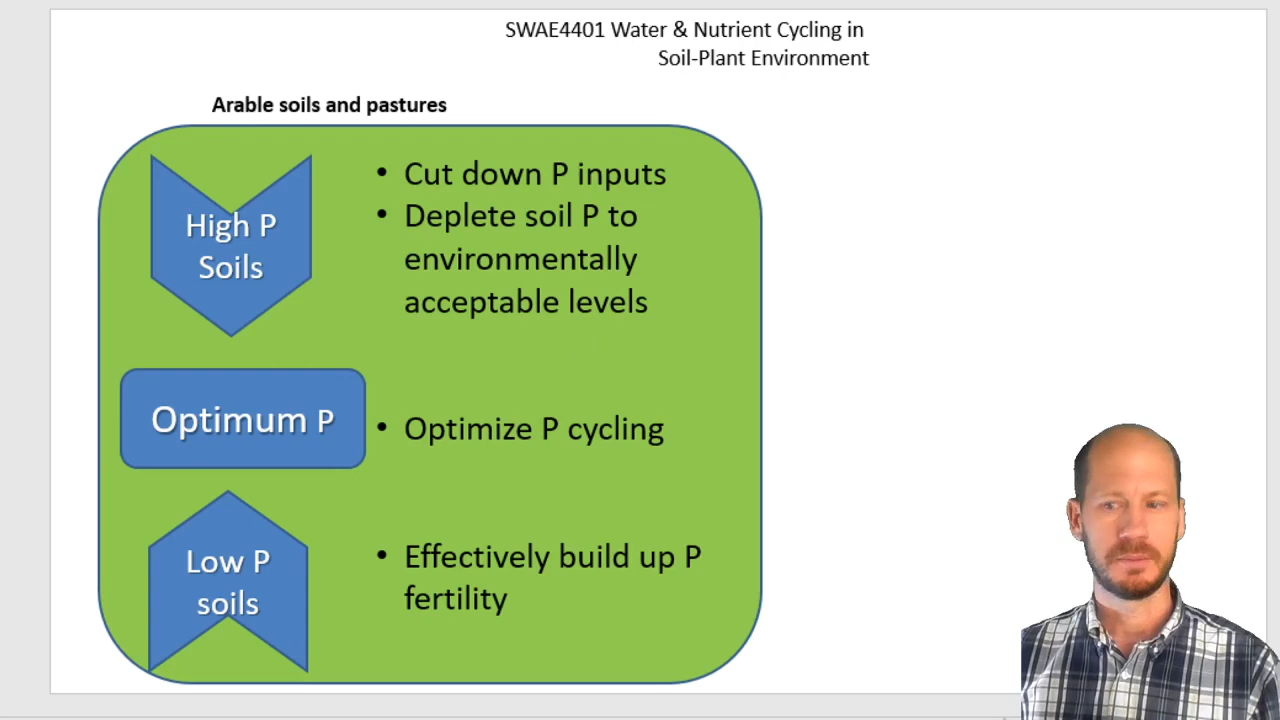 SWAE4401 Water & Nutrient Cycling in
Soil-Plant Environment
Arable soils and pastures
High P
Soils
• Cut down P inputs
• Deplete soil P to
environmentally
acceptable levels
Optimum P
• Optimize P cycling
Low P
soils
• Effectively build up P
fertility